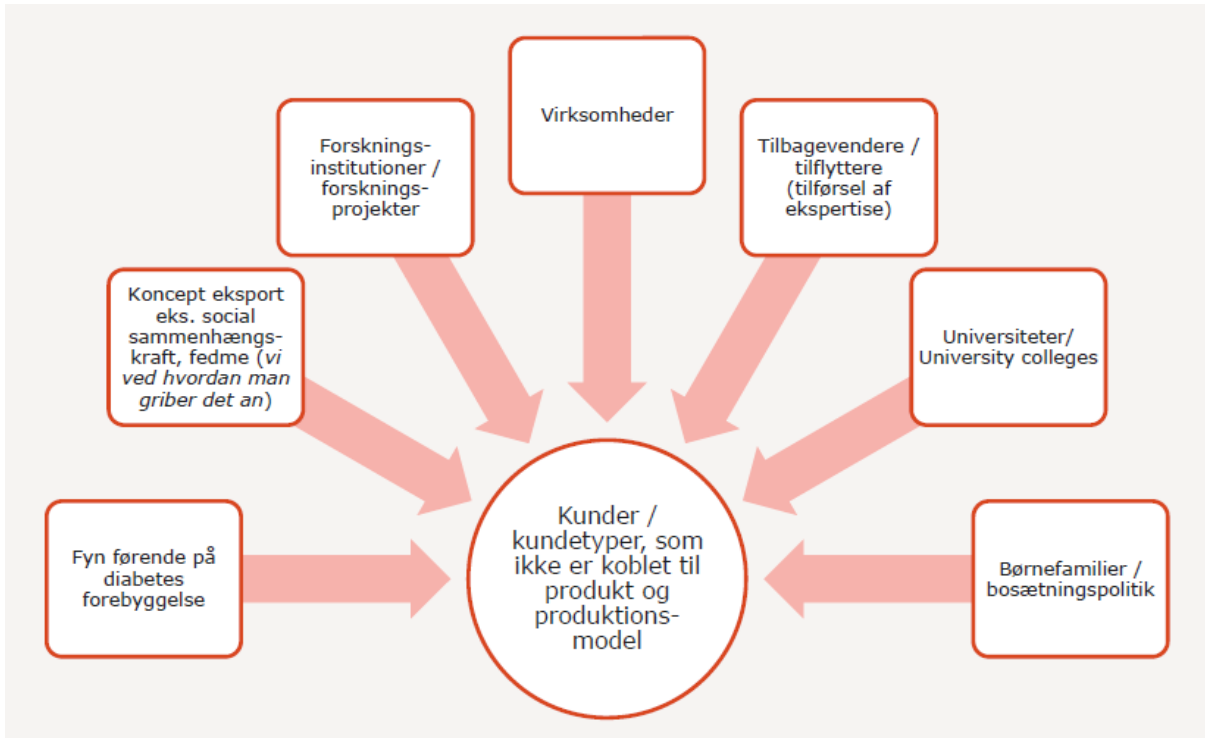 Virksomheder
Forsknings-
institutioner /
forsknings-
projekter
Tilbagevendere /
tilflyttere
(tilførsel af
ekspertise)
Koncept eksport
eks. social
sammenhængs-
kraft, fedme (vi
ved hvordan man
griber det an)
Universiteter/
University colleges
Fyn førende på
diabetes
forebyggelse
Kunder /
kundetyper, som
ikke er koblet til
produkt og
produktions-
model
Børnefamilier /
bosætningspolitik